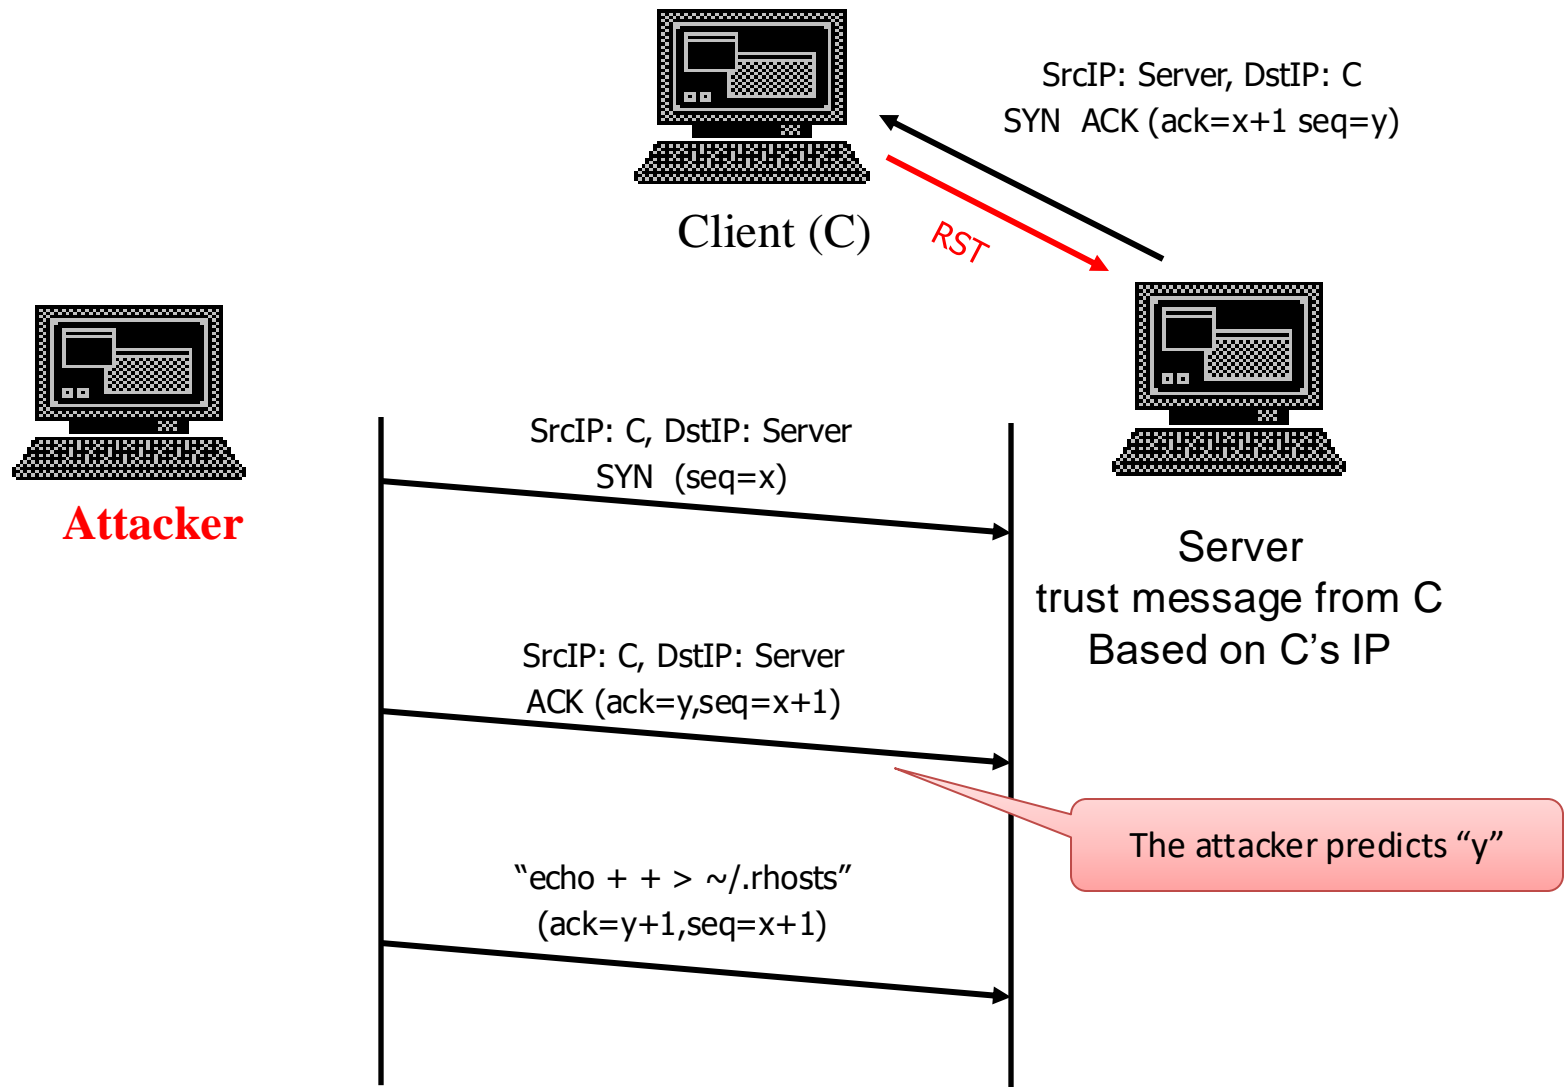 SrcIP: Server, DstIP: C
SYN  ACK (ack=x+1 seq=y)
Client (C)
RST
Attacker
SrcIP: C, DstIP: Server
SYN  (seq=x)
Server
trust message from C
Based on C’s IP
SrcIP: C, DstIP: Server
ACK (ack=y,seq=x+1)
The attacker predicts “y”
“echo + + > ~/.rhosts”
(ack=y+1,seq=x+1)